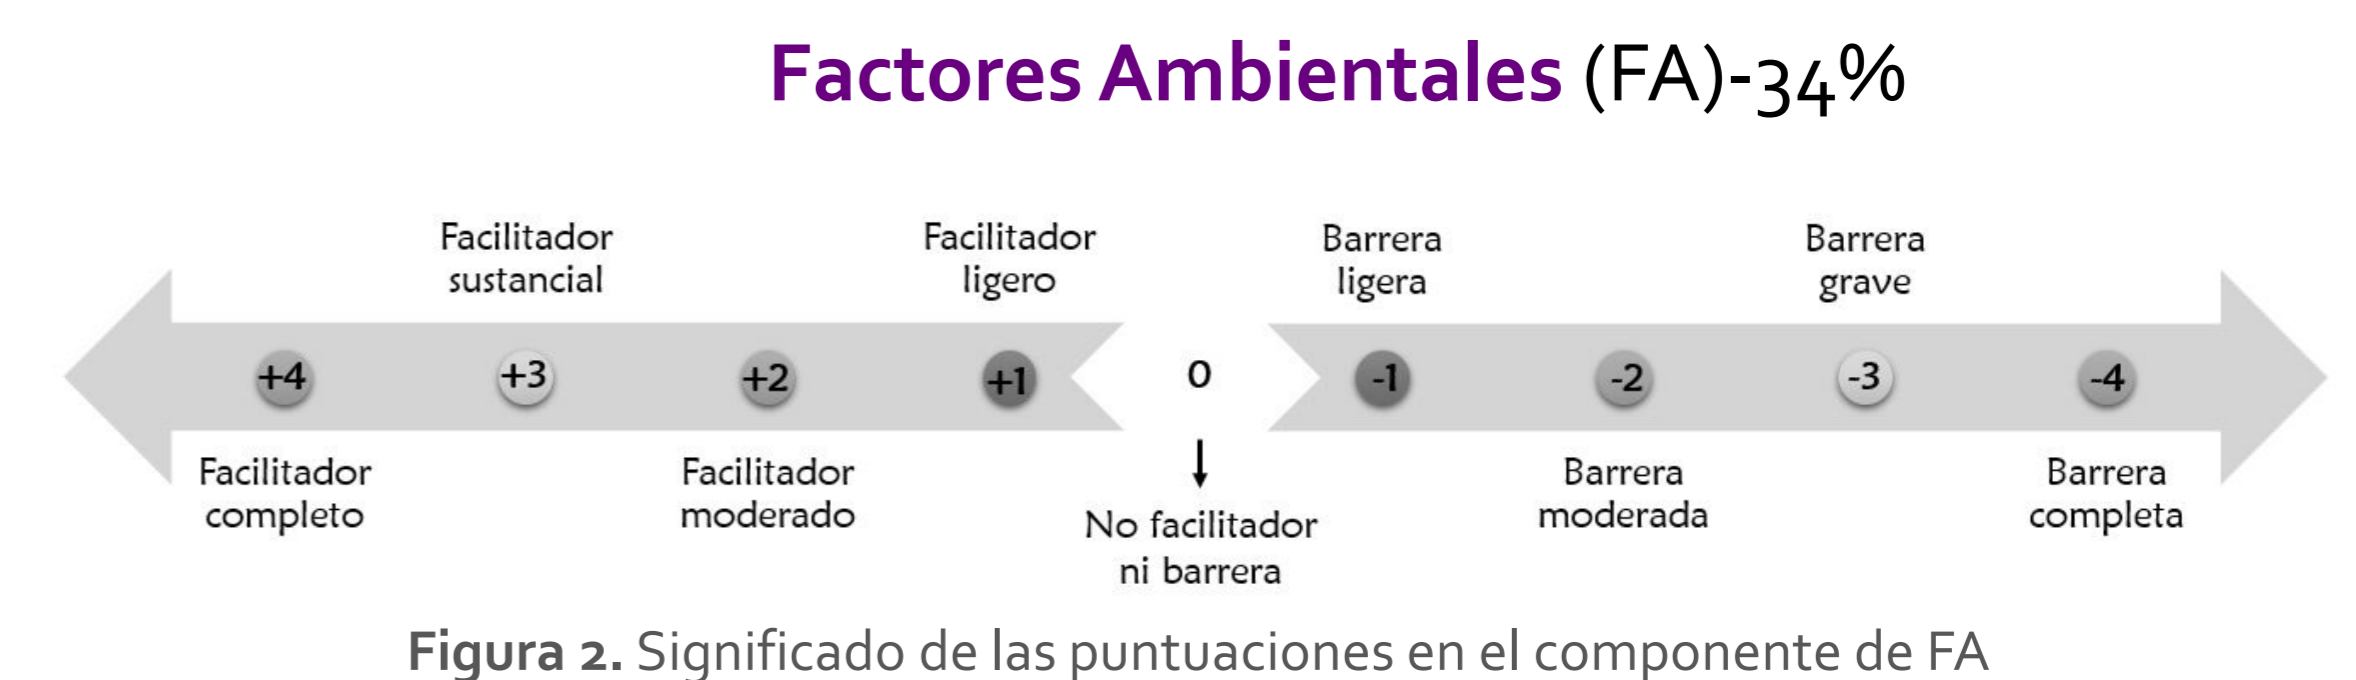 Factores Ambientales (FA)-34%
Facilitador
sustancial
Facilitador
ligero
Barrera
ligera
Barrera
grave
+4 +3 +2 +1 0 -1 -2 -3 -4
Facilitador
completo
Facilitador
moderado
No facilitador
ni barrera
Barrera
moderada
Barrera
completa
Figura 2. Significado de las puntuaciones en el componente de FA